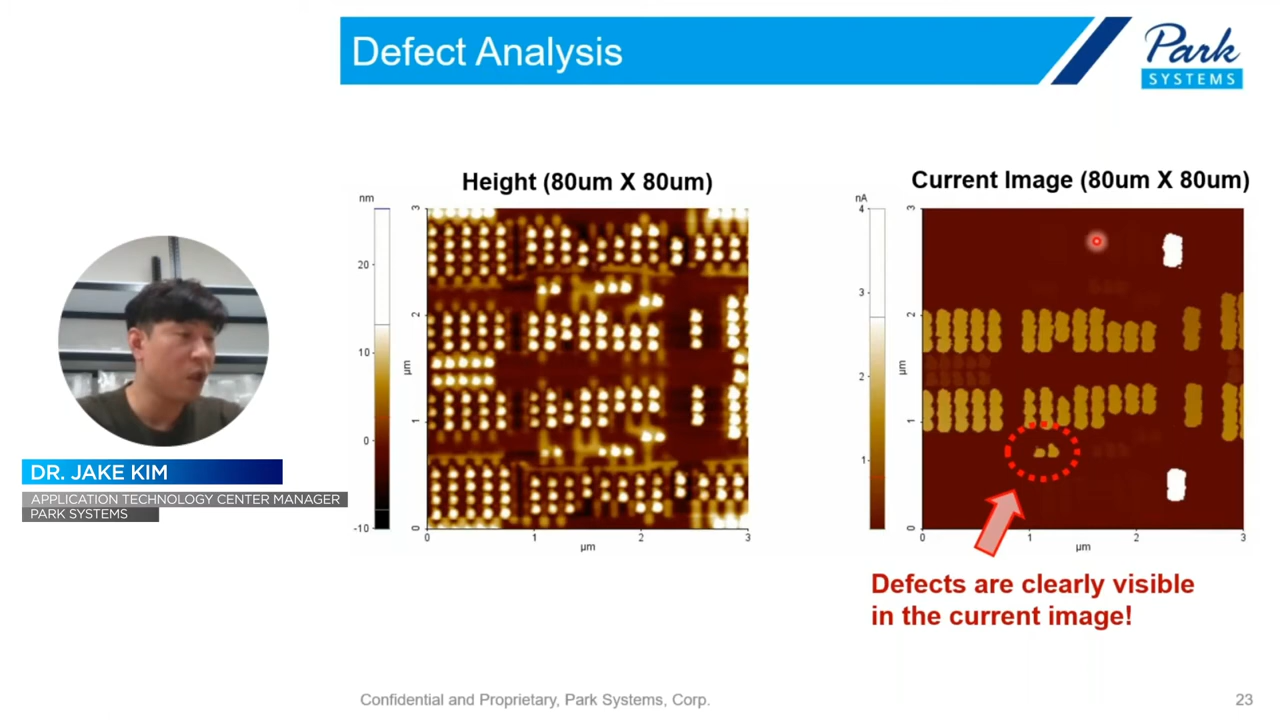 Defect Analysis
Park
SYSTEMS
Height (80um X 80um)
Current Image (80um X 80um)
nm
20
10
0
-10
3
2
1
0
µm
0
1
2
3
µm
nA
4
3
2
1
3
2
1
0
µm
1
2
3
µm
DR. JAKE KIM
APPLICATION TECHNOLOGY CENTER MANAGER
PARK SYSTEMS
Defects are clearly visible
in the current image!
Confidential and Proprietary, Park Systems, Corp.
23